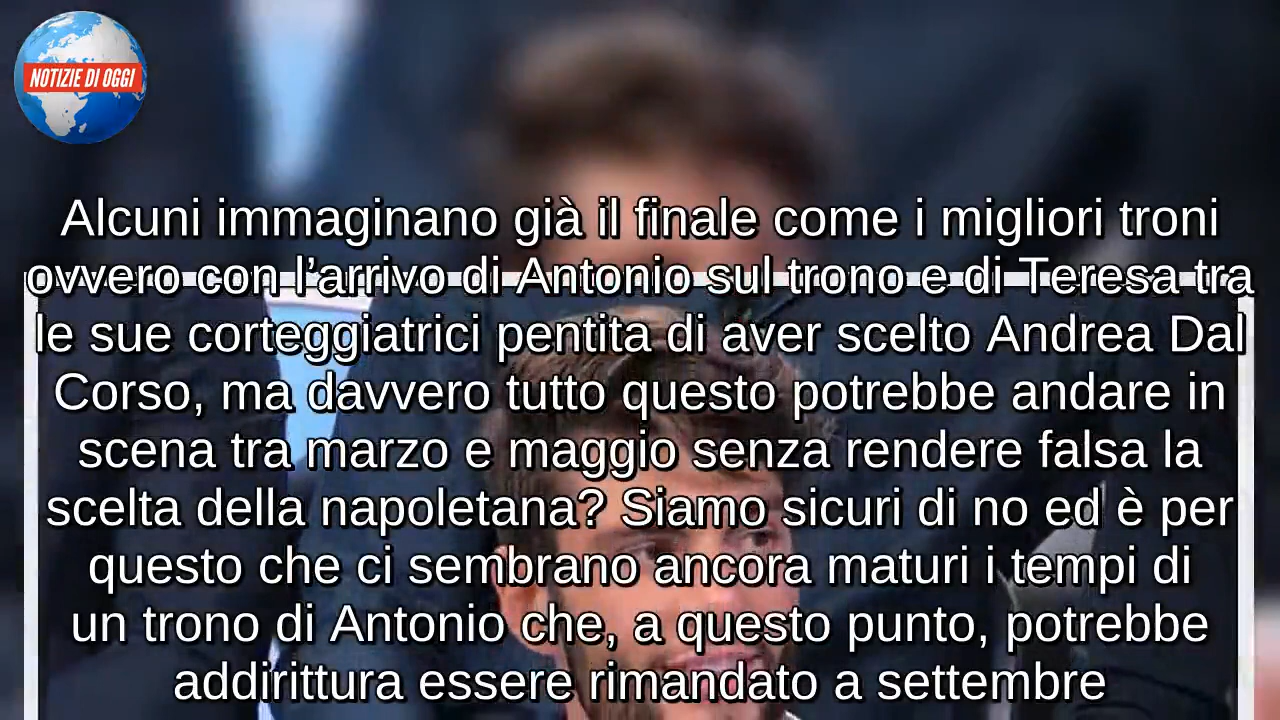 NOTIZIE DI OGGI
Alcuni immaginano già il finale come i migliori troni
ovvero con l’arrivo di Antonio sul trono e di Teresa tra
le sue corteggiatrici pentita di aver scelto Andrea Dal
Corso, ma davvero tutto questo potrebbe andare in
scena tra marzo e maggio senza rendere falsa la
scelta della napoletana? Siamo sicuri di no ed è per
questo che ci sembrano ancora maturi i tempi di
un trono di Antonio che, a questo punto, potrebbe
addirittura essere rimandato a settembre